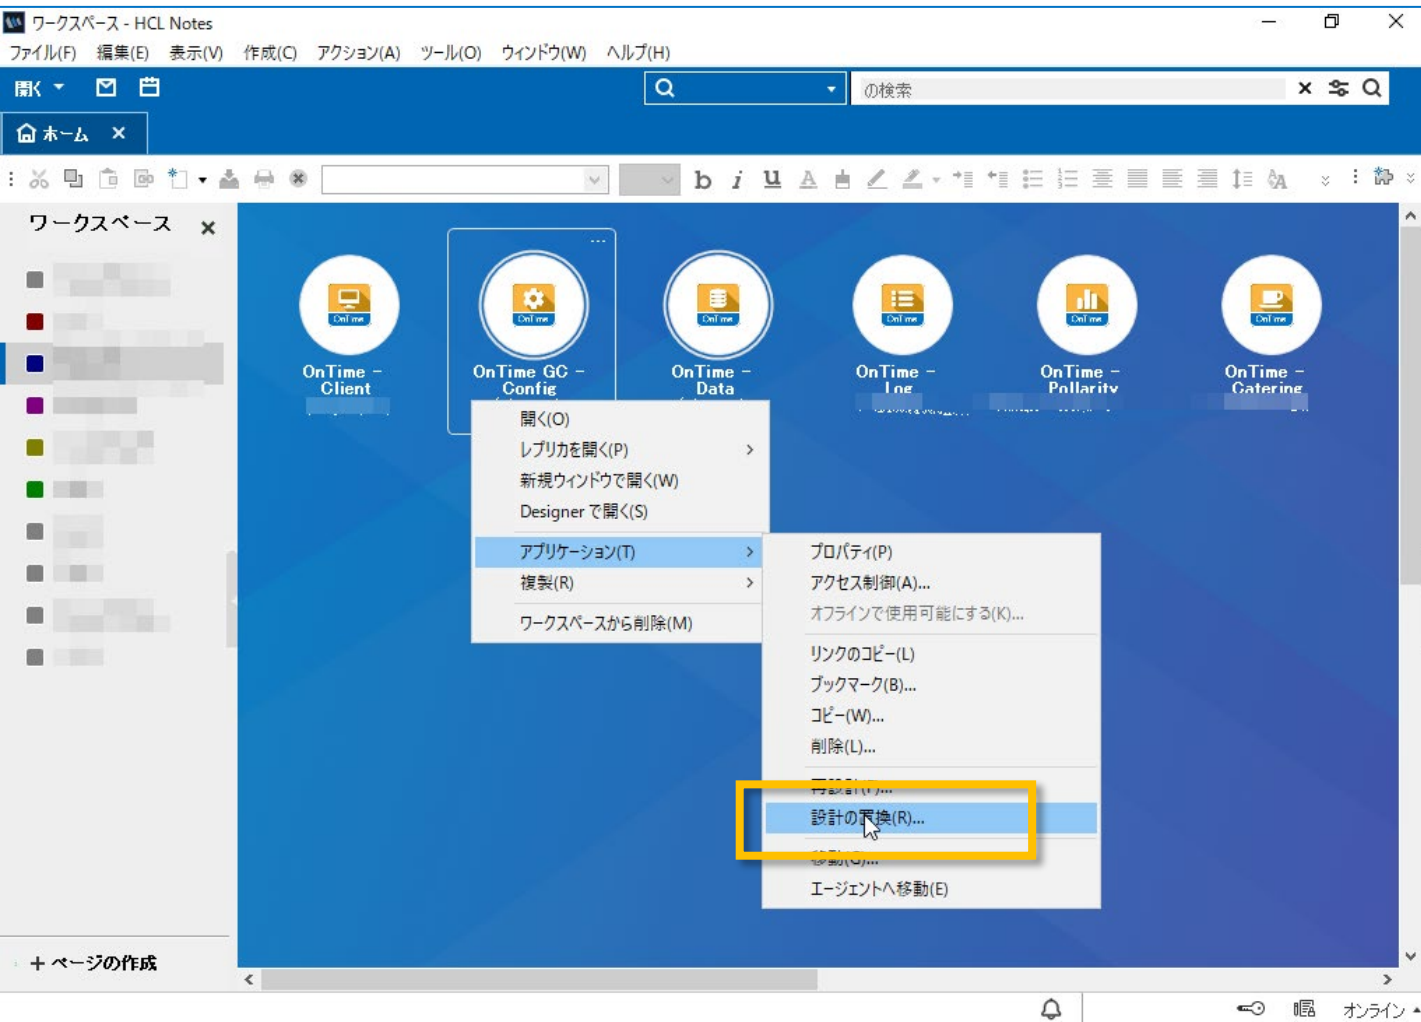 ワークスペース - HCL Notes
ファイル(F) 編集(E) 表示(V) 作成(C) アクション(A) ツール(O) ウィンドウ(W) ヘルプ(H)
開く
の検索
ホーム
b i u A
ワークスペース
OnTime
OnTime
OnTime
OnTime
OnTime
OnTime
OnTime - Client
OnTime GC - Config
OnTime - Data
OnTime - Log
OnTime - Pollarity
OnTime - Catering
開く(O)
レプリカを開く(P)
新規ウィンドウで開く(W)
Designer で開く(S)
アプリケーション(T)
複製(R)
ワークスペースから削除(M)
プロパティ(P)
アクセス制御(A)...
オフラインで使用可能にする(K)...
リンクのコピー(L)
ブックマーク(B)...
コピー(W)...
削除(L)...
設計の置換(R)...
エージェントへ移動(E)
ページの作成
オンライン